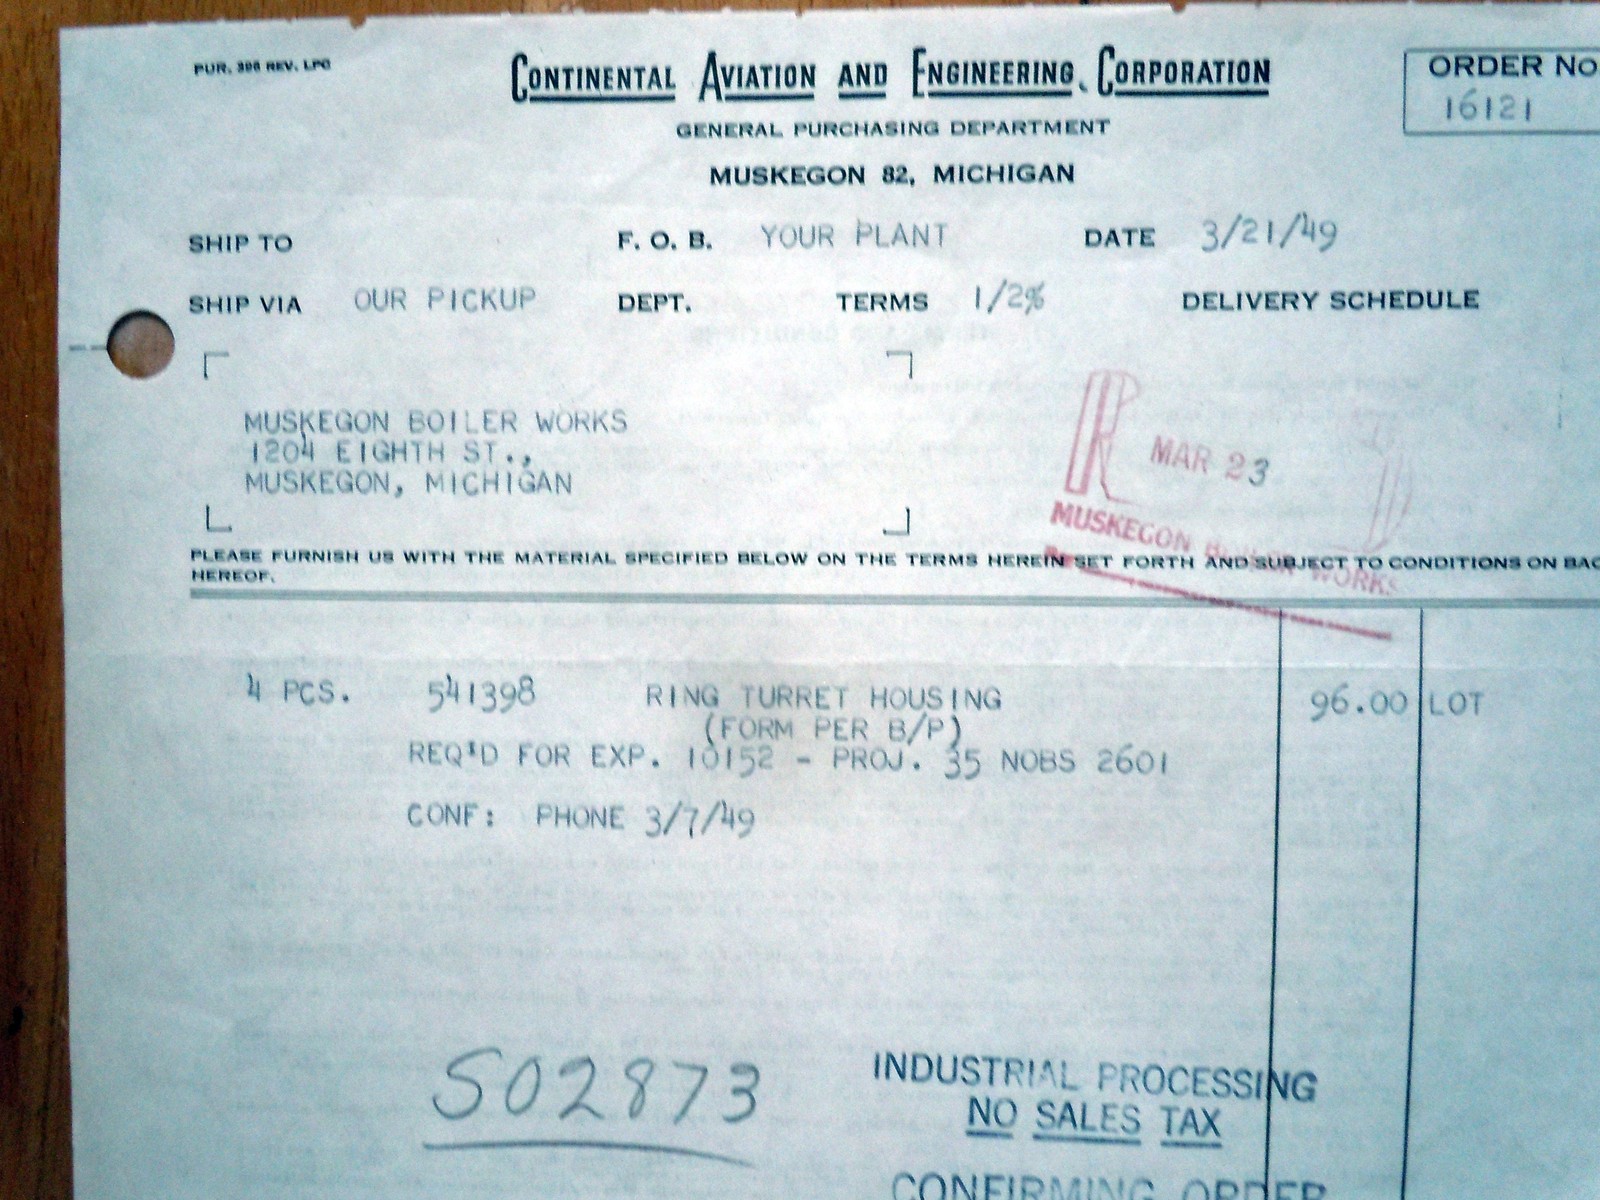 PUR. 396 REV. LPC
CONTINENTAL AVIATION AND ENGINEERING CORPORATION
ORDER NO
16121
GENERAL PURCHASING DEPARTMENT
MUSKEGON 82, MICHIGAN
SHIP TO F. O. B. YOUR PLANT DATE 3/21/49
SHIP VIA OUR PICKUP DEPT. TERMS 1/2% DELIVERY SCHEDULE
MUSKEGON BOILER WORKS
1204 EIGHTH ST.,
MUSKEGON, MICHIGAN
MAR 23
MUSKEGON BOILER WORKS
PLEASE FURNISH US WITH THE MATERIAL SPECIFIED BELOW ON THE TERMS HEREIN SET FORTH AND SUBJECT TO CONDITIONS ON BAC
HEREOF.
4 PCS. 541398 RING TURRET HOUSING 96.00 LOT
(FORM PER B/P)
REQ'D FOR EXP. 10152 - PROJ. 35 NOBS 2601
CONF: PHONE 3/7/49
S02873
INDUSTRIAL PROCESSING
NO SALES TAX
CONFIRMING ORDER